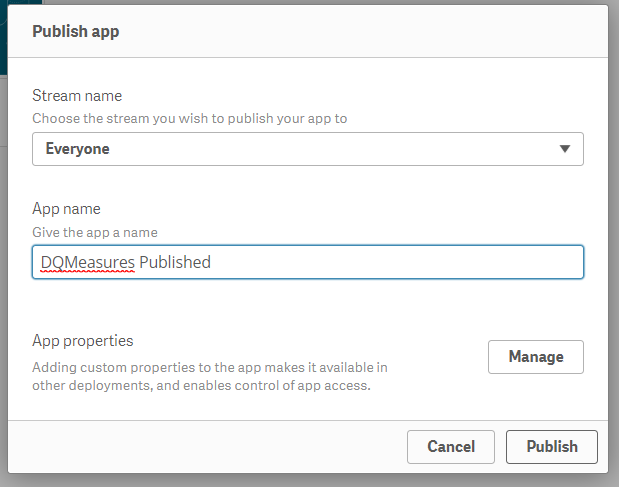 Publish app
Stream name
Choose the stream you wish to publish your app to
Everyone
App name
Give the app a name
DQMeasures Published
App properties
Adding custom properties to the app makes it available in
other deployments, and enables control of app access.
Manage
Cancel
Publish